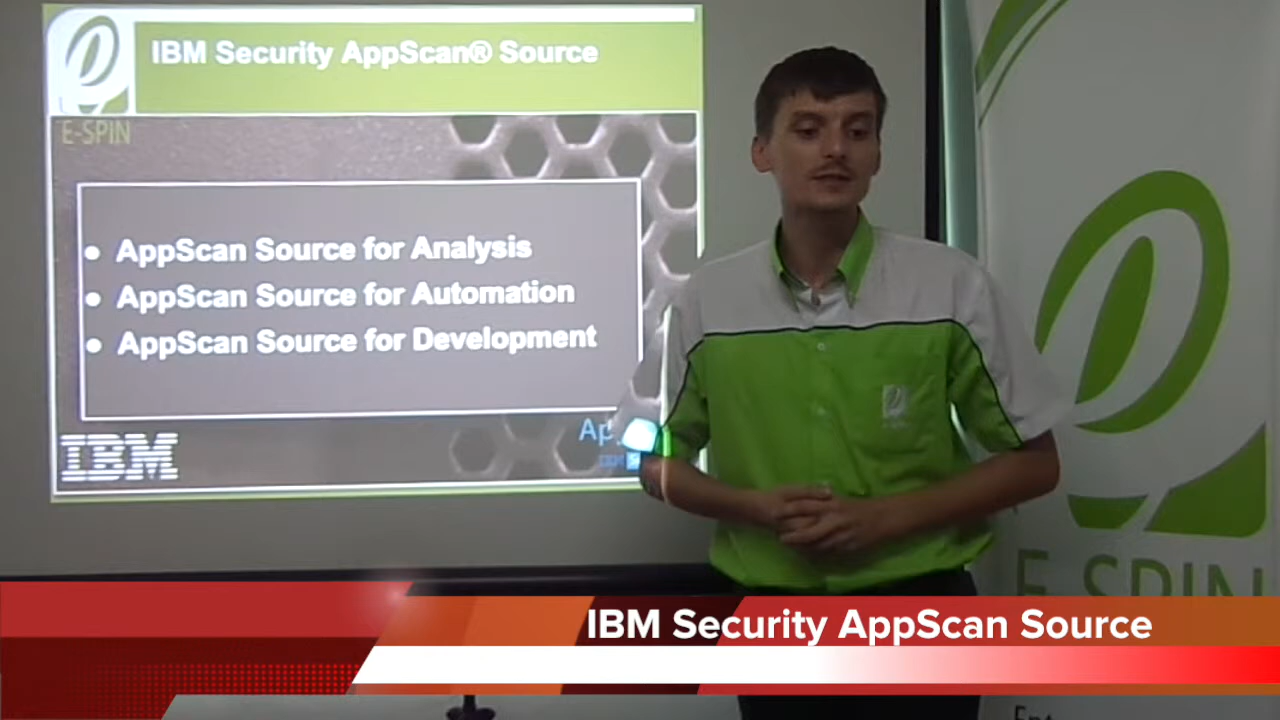 IBM Security AppScan® Source
E-SPIN
● AppScan Source for Analysis
● AppScan Source for Automation
● AppScan Source for Development
IBM
E-SPIN
IBM Security AppScan Source